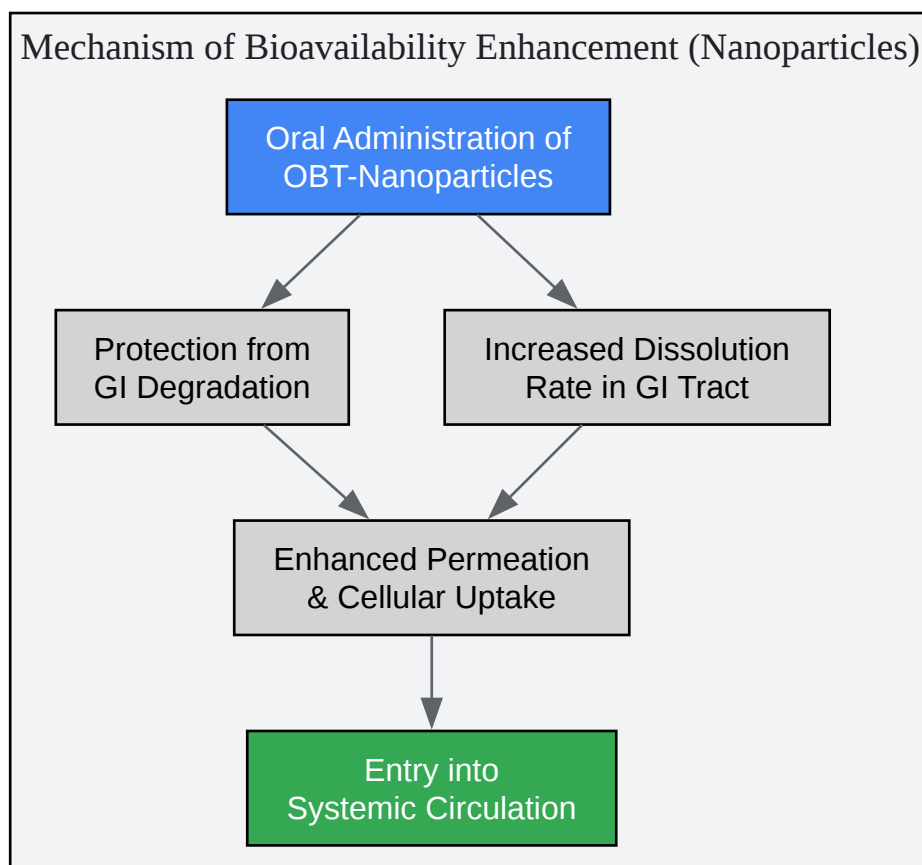 Mechanism of Bioavailability Enhancement (Nanoparticles)
Oral Administration of
OBT-Nanoparticles
Protection from
GI Degradation
Increased Dissolution
Rate in GI Tract
Enhanced Permeation
& Cellular Uptake
Entry into
Systemic Circulation